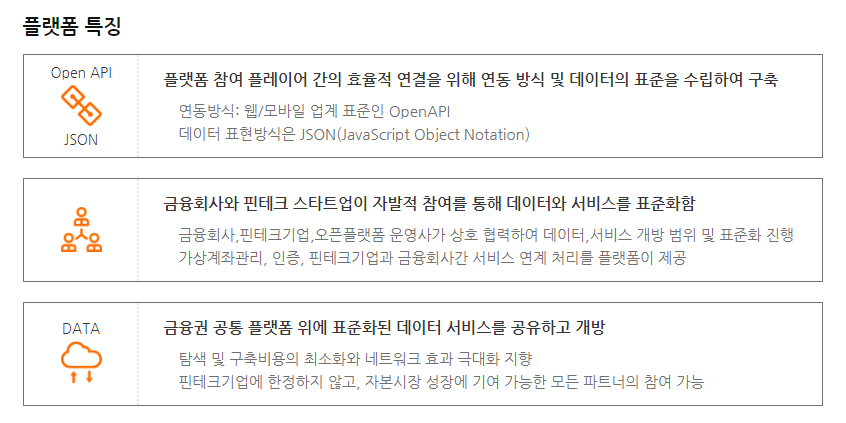 플랫폼 특징
Open API
JSON
플랫폼 참여 플레이어 간의 효율적 연결을 위해 연동 방식 및 데이터의 표준을 수립하여 구축
연동방식: 웹/모바일 업계 표준인 OpenAPI
데이터 표현방식은 JSON(JavaScript Object Notation)
금융회사와 핀테크 스타트업이 자발적 참여를 통해 데이터와 서비스를 표준화함
금융회사,핀테크기업,오픈플랫폼 운영사가 상호 협력하여 데이터,서비스 개방 범위 및 표준화 진행
가상계좌관리, 인증, 핀테크기업과 금융회사간 서비스 연계 처리를 플랫폼이 제공
DATA
금융권 공통 플랫폼 위에 표준화된 데이터 서비스를 공유하고 개방
탐색 및 구축비용의 최소화와 네트워크 효과 극대화 지향
핀테크기업에 한정하지 않고, 자본시장 성장에 기여 가능한 모든 파트너의 참여 가능